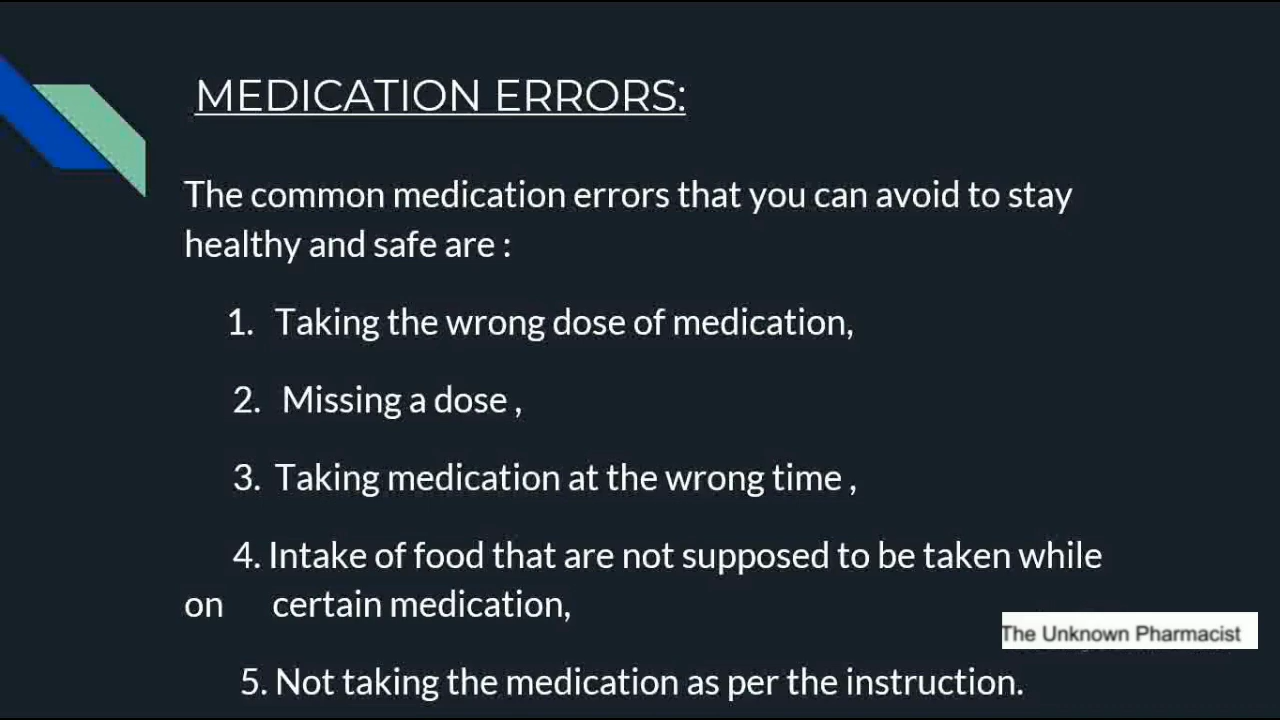 MEDICATION ERRORS:
The common medication errors that you can avoid to stay
healthy and safe are :
1. Taking the wrong dose of medication,
2. Missing a dose ,
3. Taking medication at the wrong time ,
4. Intake of food that are not supposed to be taken while
on certain medication,
The Unknown Pharmacist
5. Not taking the medication as per the instruction.